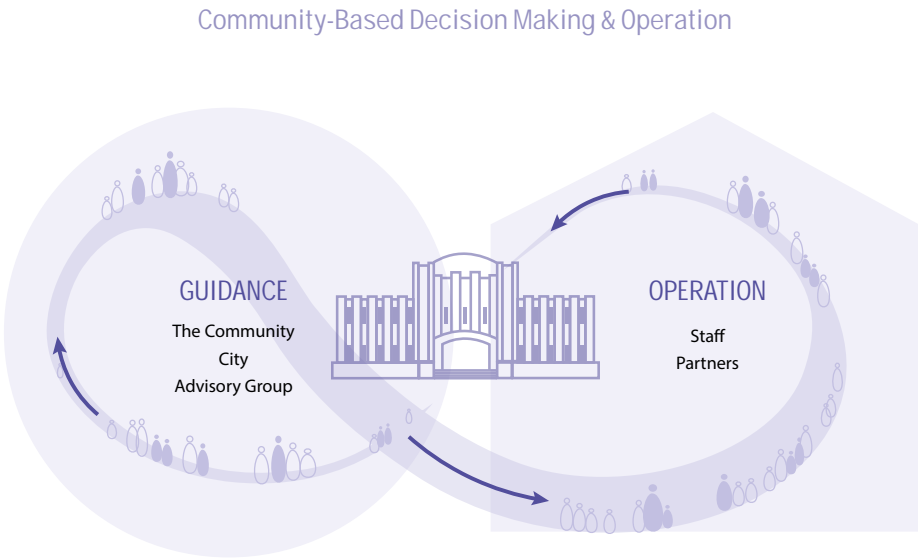 Community-Based Decision Making & Operation
GUIDANCE
The Community
City
Advisory Group
OPERATION
Staff
Partners